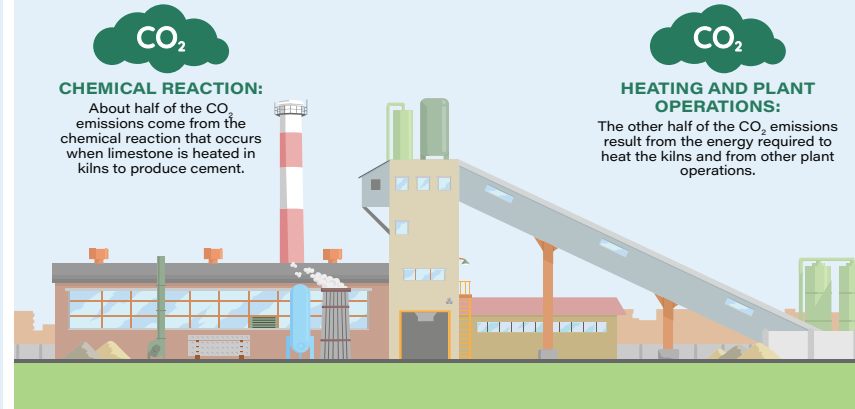 CO₂
CHEMICAL REACTION:
About half of the CO₂
emissions come from the
chemical reaction that occurs
when limestone is heated in
kilns to produce cement.
CO₂
HEATING AND PLANT
OPERATIONS:
The other half of the CO₂ emissions
result from the energy required to
heat the kilns and from other plant
operations.